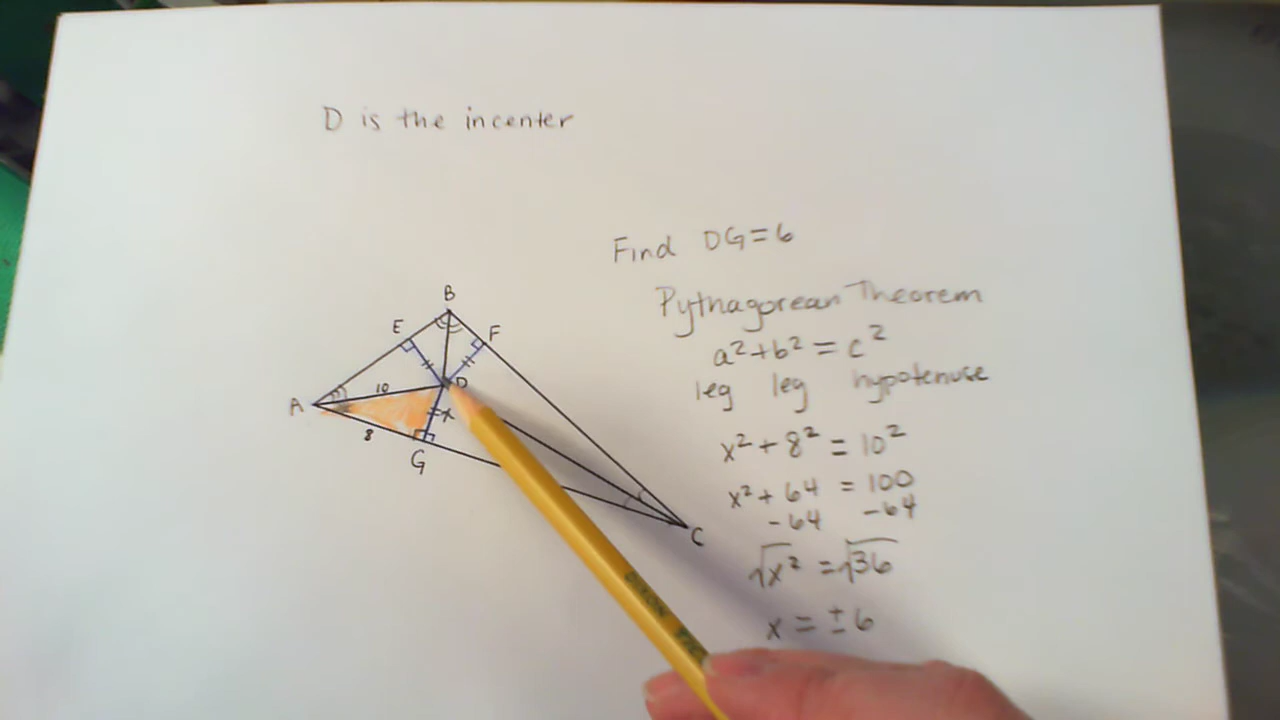 D is the incenter
Find DG=6
Pythagorean Theorem
a²+b² = c²
leg leg hypotenuse
x² + 8² = 10²
x² + 64 = 100
-64 -64
√x² = √36
x = ± 6
B
E
F
10
D
A
x
8
G
C
DIXON